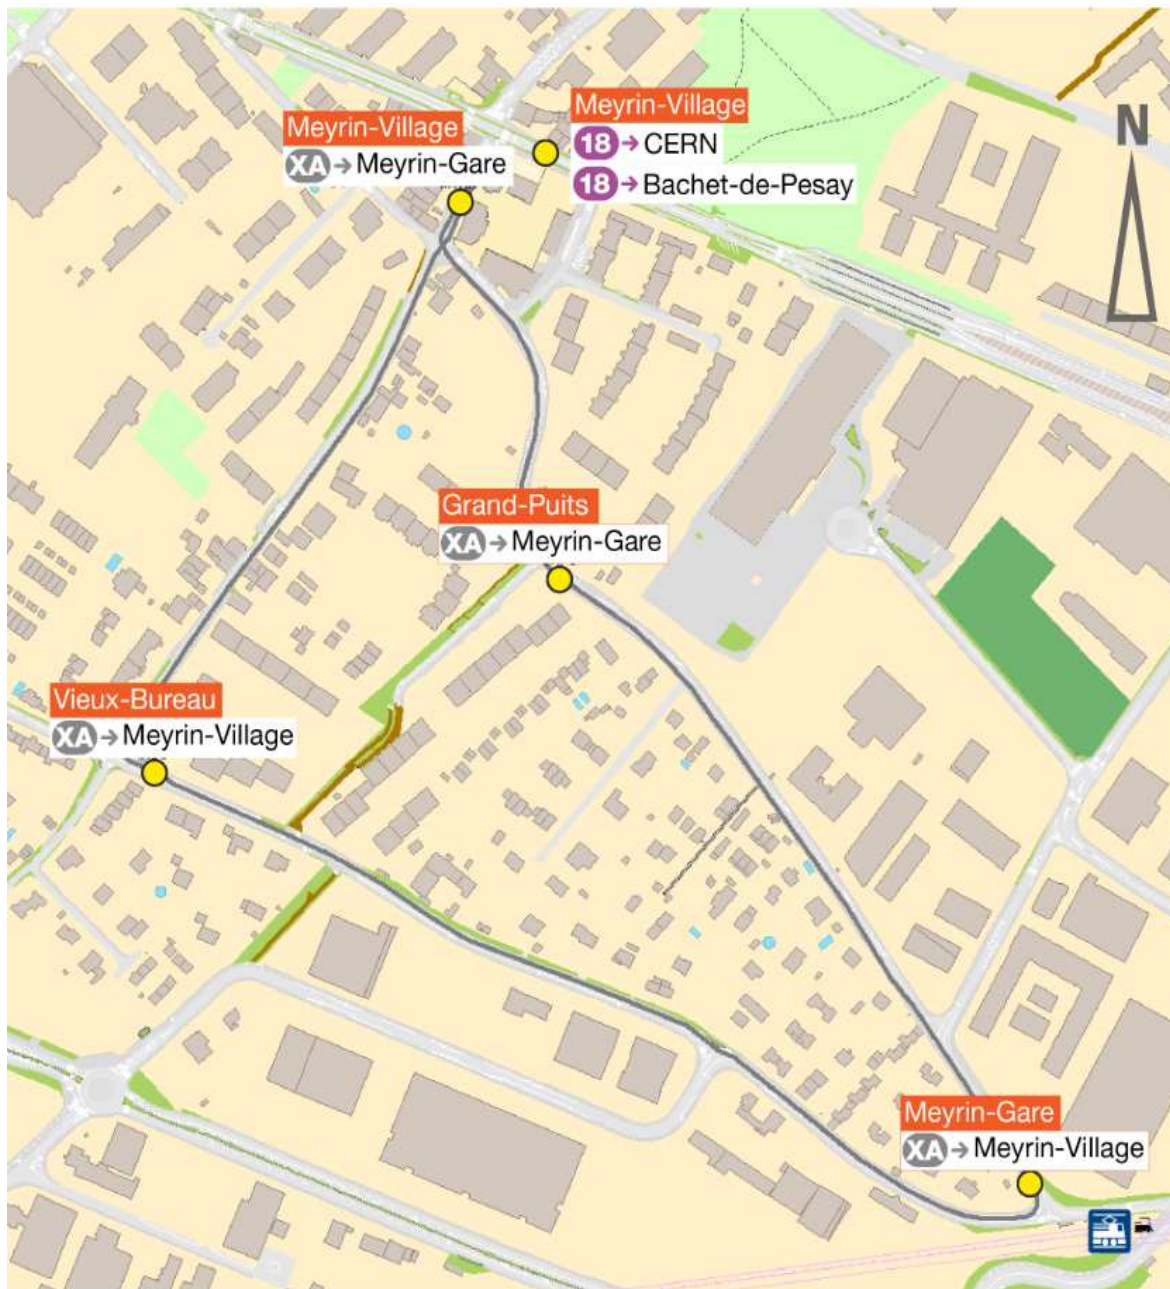 Meyrin-Village
XA → Meyrin-Gare
Meyrin-Village
18 → CERN
18 → Bachet-de-Pesay
N
Grand-Puits
XA → Meyrin-Gare
Vieux-Bureau
XA → Meyrin-Village
Meyrin-Gare
XA → Meyrin-Village